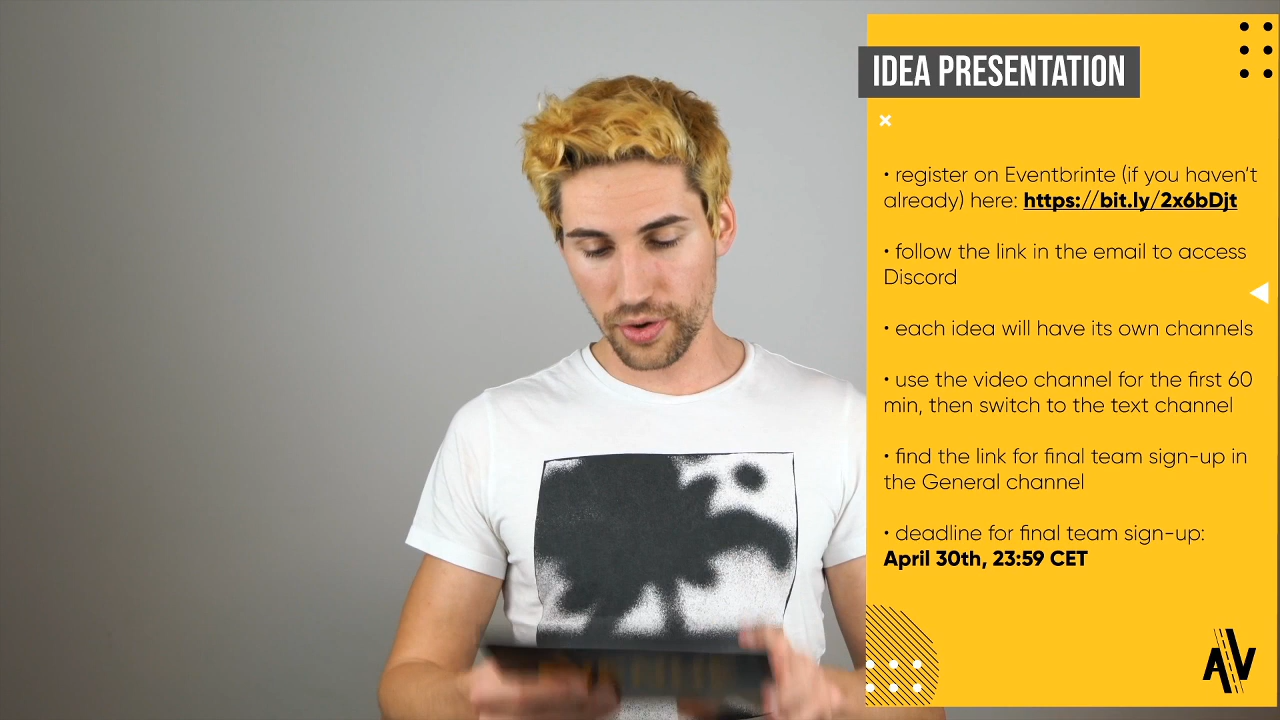 IDEA PRESENTATION
• register on Eventbrinte (if you haven't
already) here: https://bit.ly/2x6bDjt
• follow the link in the email to access
Discord
• each idea will have its own channels
• use the video channel for the first 60
min, then switch to the text channel
• find the link for final team sign-up in
the General channel
• deadline for final team sign-up:
April 30th, 23:59 CET
AV